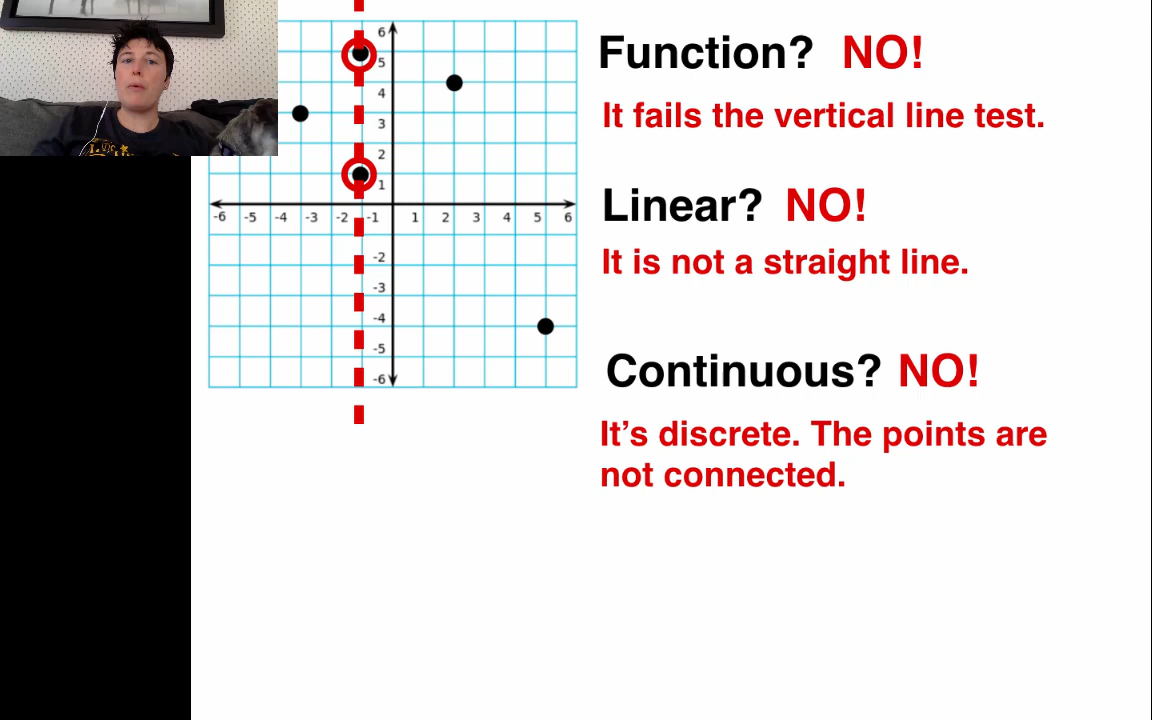 Function? NO!
It fails the vertical line test.
Linear? NO!
It is not a straight line.
Continuous? NO!
It's discrete. The points are
not connected.
6
5
4
3
2
1
-6 -5 -4 -3 -2 -1 1 2 3 4 5 6
-2
-3
-4
-5
-6